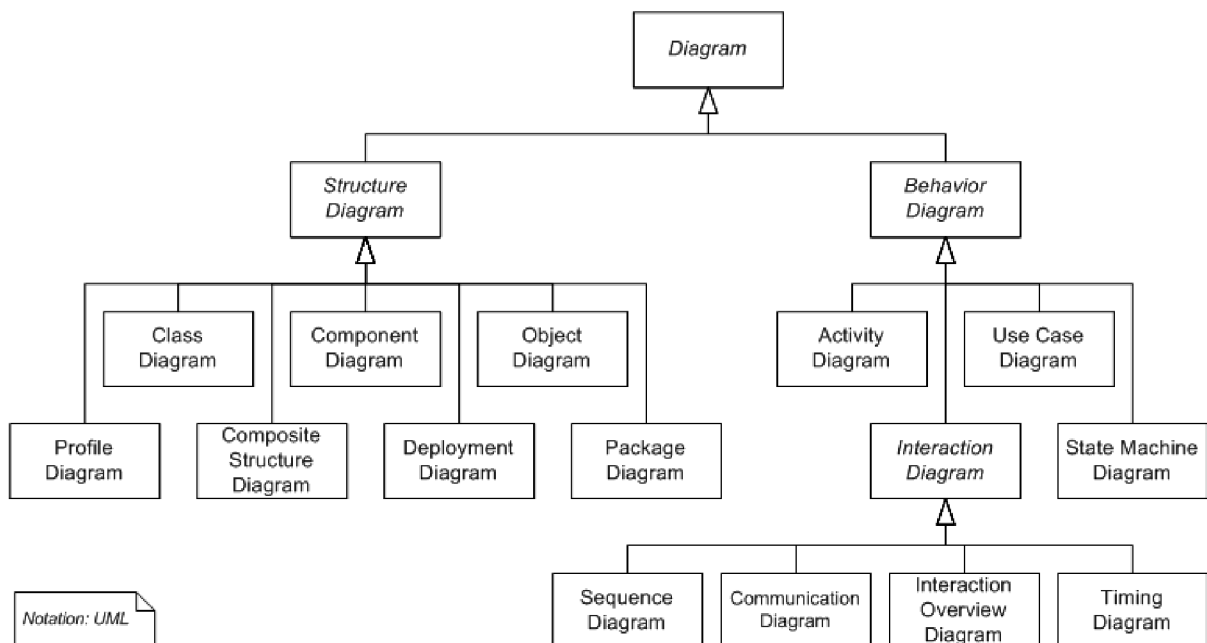 Diagram
Structure
Diagram
Behavior
Diagram
Class
Diagram
Component
Diagram
Object
Diagram
Activity
Diagram
Use Case
Diagram
Profile
Diagram
Composite
Structure
Diagram
Deployment
Diagram
Package
Diagram
Interaction
Diagram
State Machine
Diagram
Sequence
Diagram
Communication
Diagram
Interaction
Overview
Diagram
Timing
Diagram
Notation: UML